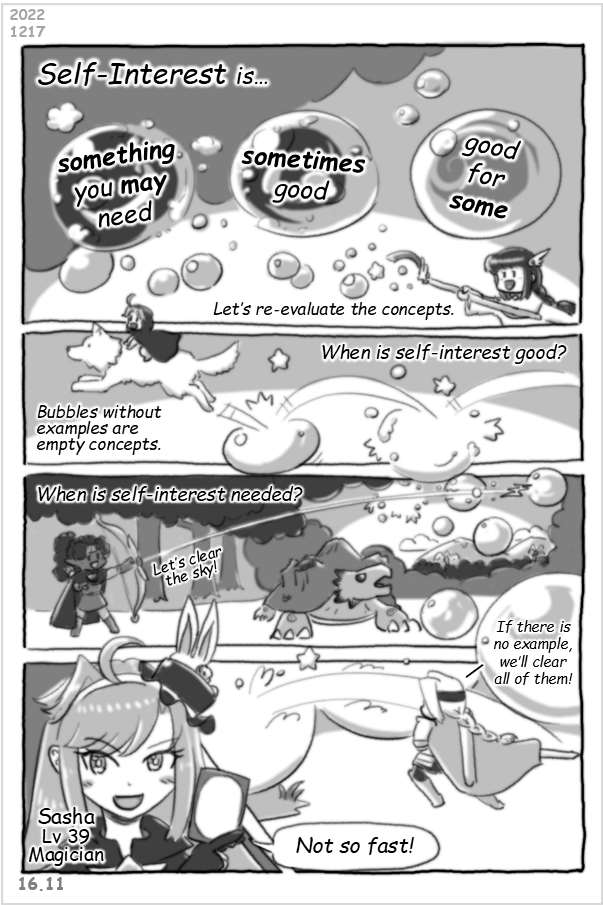 2022
1217
Self-Interest is...
something
you may
need
sometimes
good
good
for
some
Let's re-evaluate the concepts.
When is self-interest good?
Bubbles without
examples are
empty concepts.
When is self-interest needed?
Let's clear
the sky!
If there is
no example,
we'll clear
all of them!
Sasha
Lv 39
Magician
Not so fast!
16.11